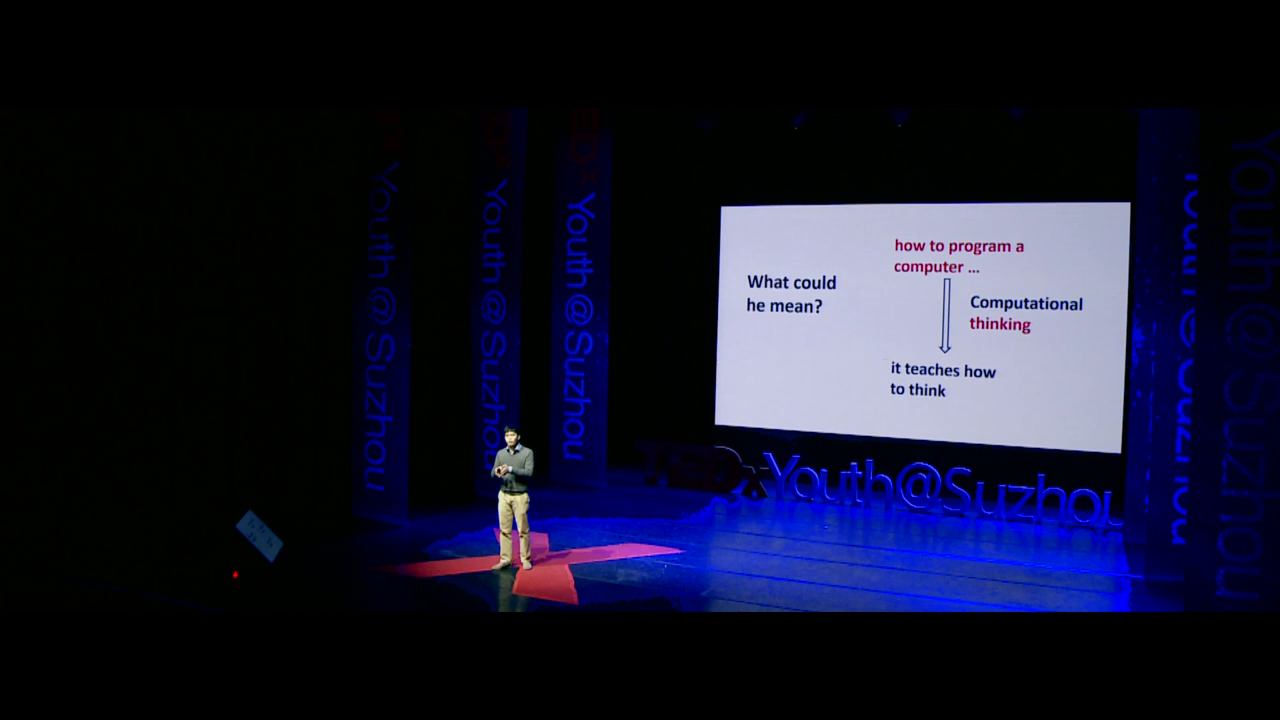 Youth@Suzhou
Youth@Suzhou
EDx Youth@Suzhou
What could
he mean?
how to program a
computer ...
Computational
thinking
it teaches how
to think
TEDxYouth@Suzhou
Youth@Suzhou